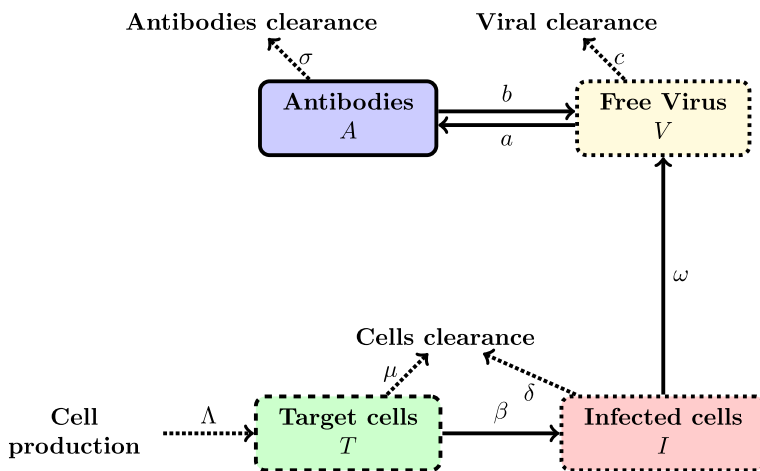 Antibodies clearance
Viral clearance
σ
c
Antibodies
A
b
a
Free Virus
V
ω
Cells clearance
μ
δ
Cell
production
Λ
Target cells
T
β
Infected cells
I